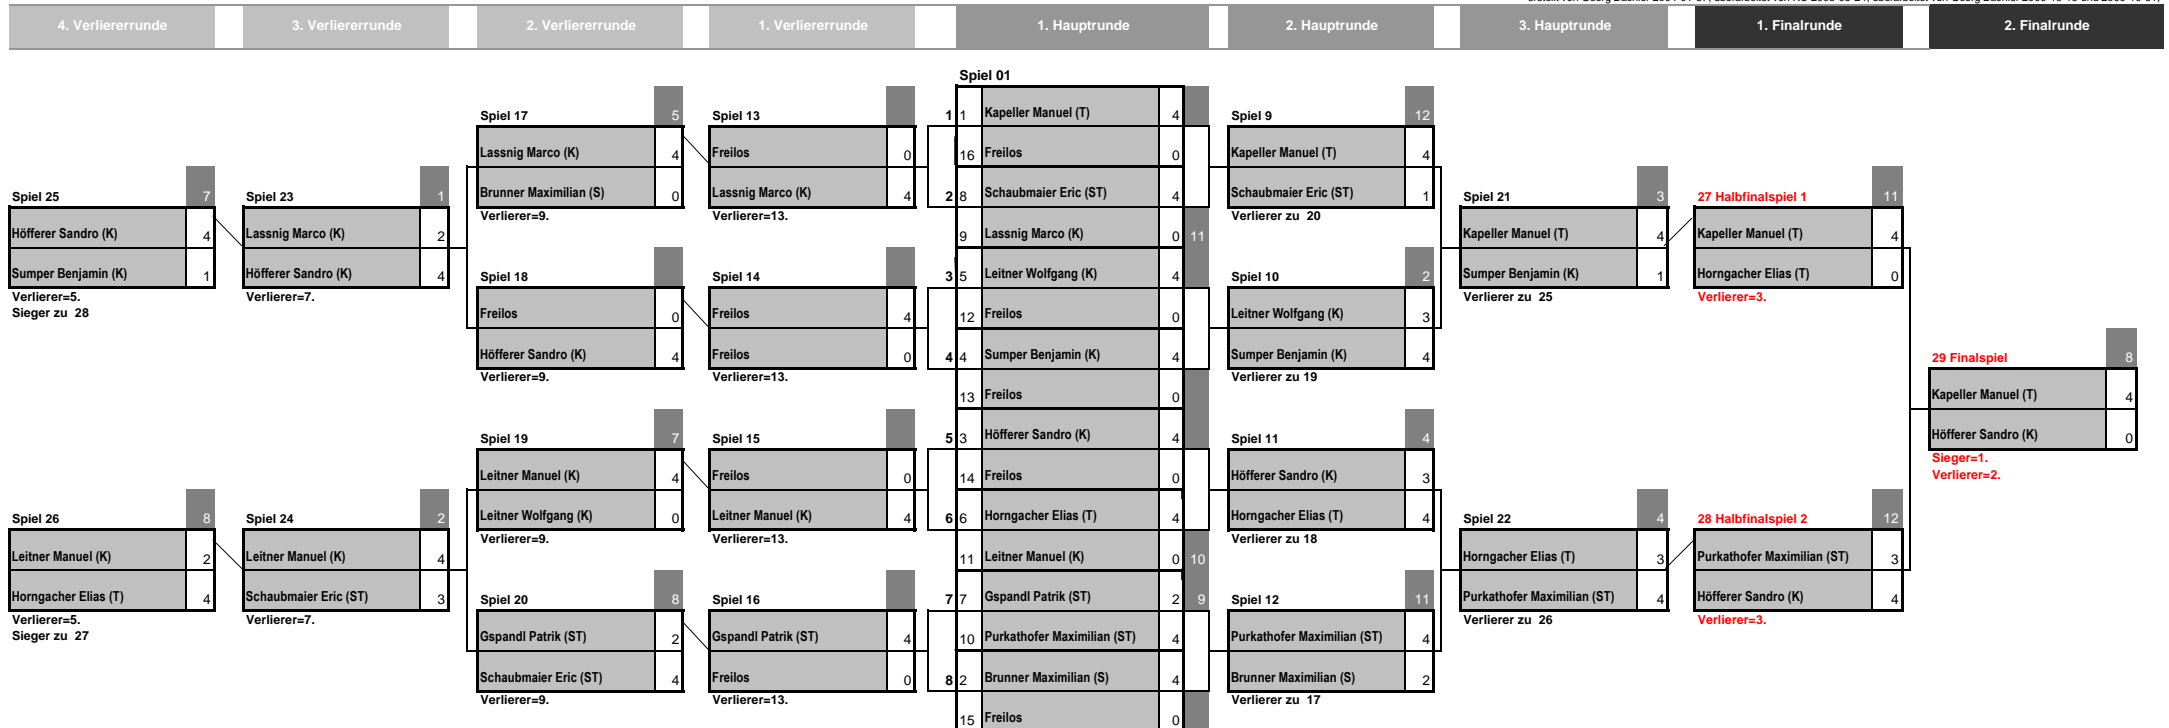 4. Verliererrunde
3. Verliererrunde
2. Verliererrunde
1. Verliererrunde
1. Hauptrunde
2. Hauptrunde
3. Hauptrunde
1. Finalrunde
2. Finalrunde
Spiel 25 7
Höfferer Sandro (K) 4
Sumper Benjamin (K) 1
Verlierer=5.
Sieger zu 28
Spiel 26 8
Leitner Manuel (K) 2
Horngacher Elias (T) 4
Verlierer=5.
Sieger zu 27
Spiel 23 1
Lassnig Marco (K) 2
Höfferer Sandro (K) 4
Verlierer=7.
Spiel 24 2
Leitner Manuel (K) 4
Schaubmaier Eric (ST) 3
Verlierer=7.
Spiel 17 5
Lassnig Marco (K) 4
Brunner Maximilian (S) 0
Verlierer=9.
Spiel 18
Freilos 0
Höfferer Sandro (K) 4
Verlierer=9.
Spiel 19 7
Leitner Manuel (K) 4
Leitner Wolfgang (K) 0
Verlierer=9.
Spiel 20 8
Gspandl Patrik (ST) 2
Schaubmaier Eric (ST) 4
Verlierer=9.
Spiel 13
Freilos 0
Lassnig Marco (K) 4
Verlierer=13.
Spiel 14
Freilos 4
Freilos 0
Verlierer=13.
Spiel 15
Freilos 0
Leitner Manuel (K) 4
Verlierer=13.
Spiel 16
Gspandl Patrik (ST) 4
Freilos 0
Verlierer=13.
Spiel 01
1 1 Kapeller Manuel (T) 4
16 Freilos 0
2 8 Schaubmaier Eric (ST) 4
9 Lassnig Marco (K) 0 11
3 5 Leitner Wolfgang (K) 4
12 Freilos 0
4 4 Sumper Benjamin (K) 4
13 Freilos 0
5 3 Höfferer Sandro (K) 4
14 Freilos 0
6 6 Horngacher Elias (T) 4
11 Leitner Manuel (K) 0 10
7 7 Gspandl Patrik (ST) 2 9
10 Purkathofer Maximilian (ST) 4
8 2 Brunner Maximilian (S) 4
15 Freilos 0
Spiel 9 12
Kapeller Manuel (T) 4
Schaubmaier Eric (ST) 1
Verlierer zu 20
Spiel 10 2
Leitner Wolfgang (K) 3
Sumper Benjamin (K) 4
Verlierer zu 19
Spiel 11 4
Höfferer Sandro (K) 3
Horngacher Elias (T) 4
Verlierer zu 18
Spiel 12 11
Purkathofer Maximilian (ST) 4
Brunner Maximilian (S) 2
Verlierer zu 17
Spiel 21 3
Kapeller Manuel (T) 4
Sumper Benjamin (K) 1
Verlierer zu 25
Spiel 22 4
Horngacher Elias (T) 3
Purkathofer Maximilian (ST) 4
Verlierer zu 26
27 Halbfinalspiel 1 11
Kapeller Manuel (T) 4
Horngacher Elias (T) 0
Verlierer=3.
28 Halbfinalspiel 2 12
Purkathofer Maximilian (ST) 3
Höfferer Sandro (K) 4
Verlierer=3.
29 Finalspiel 8
Kapeller Manuel (T) 4
Höfferer Sandro (K) 0
Sieger=1.
Verlierer=2.